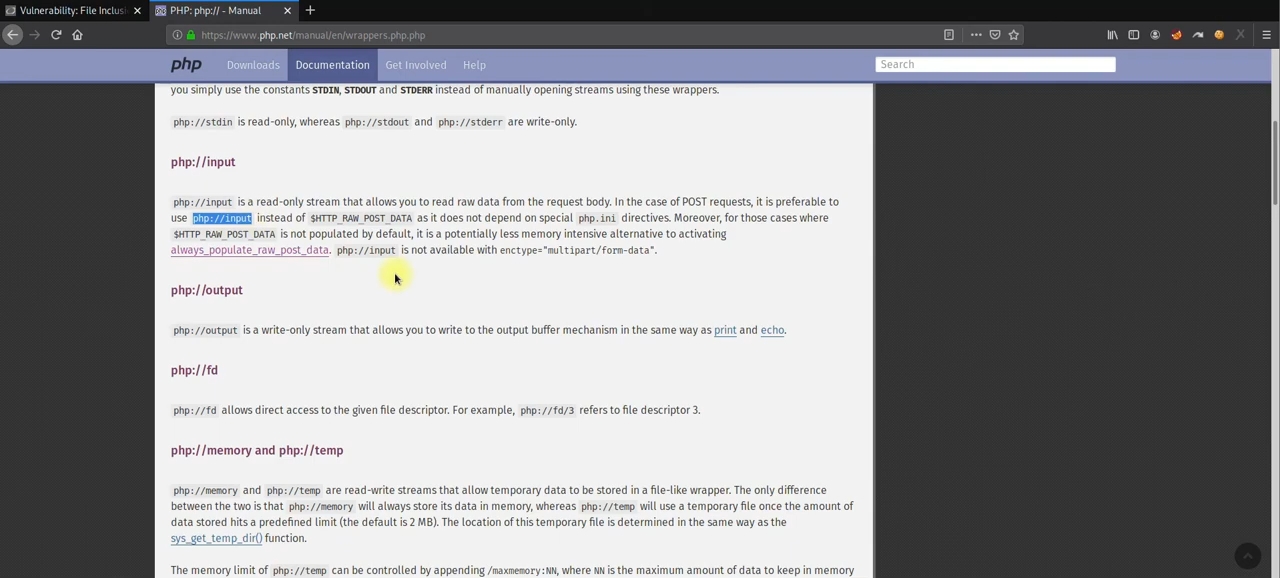 Vulnerability: File Inclusi
PHP: php:// - Manual
https://www.php.net/manual/en/wrappers.php.php
php Downloads Documentation Get Involved Help Search
you simply use the constants STDIN, STDOUT and STDERR instead of manually opening streams using these wrappers.
php://stdin is read-only, whereas php://stdout and php://stderr are write-only.
php://input
php://input is a read-only stream that allows you to read raw data from the request body. In the case of POST requests, it is preferable to
use php://input instead of $HTTP_RAW_POST_DATA as it does not depend on special php.ini directives. Moreover, for those cases where
$HTTP_RAW_POST_DATA is not populated by default, it is a potentially less memory intensive alternative to activating
always_populate_raw_post_data. php://input is not available with enctype="multipart/form-data".
php://output
php://output is a write-only stream that allows you to write to the output buffer mechanism in the same way as print and echo.
php://fd
php://fd allows direct access to the given file descriptor. For example, php://fd/3 refers to file descriptor 3.
php://memory and php://temp
php://memory and php://temp are read-write streams that allow temporary data to be stored in a file-like wrapper. The only difference
between the two is that php://memory will always store its data in memory, whereas php://temp will use a temporary file once the amount of
data stored hits a predefined limit (the default is 2 MB). The location of this temporary file is determined in the same way as the
sys_get_temp_dir() function.
The memory limit of php://temp can be controlled by appending /maxmemory:NN, where NN is the maximum amount of data to keep in memory